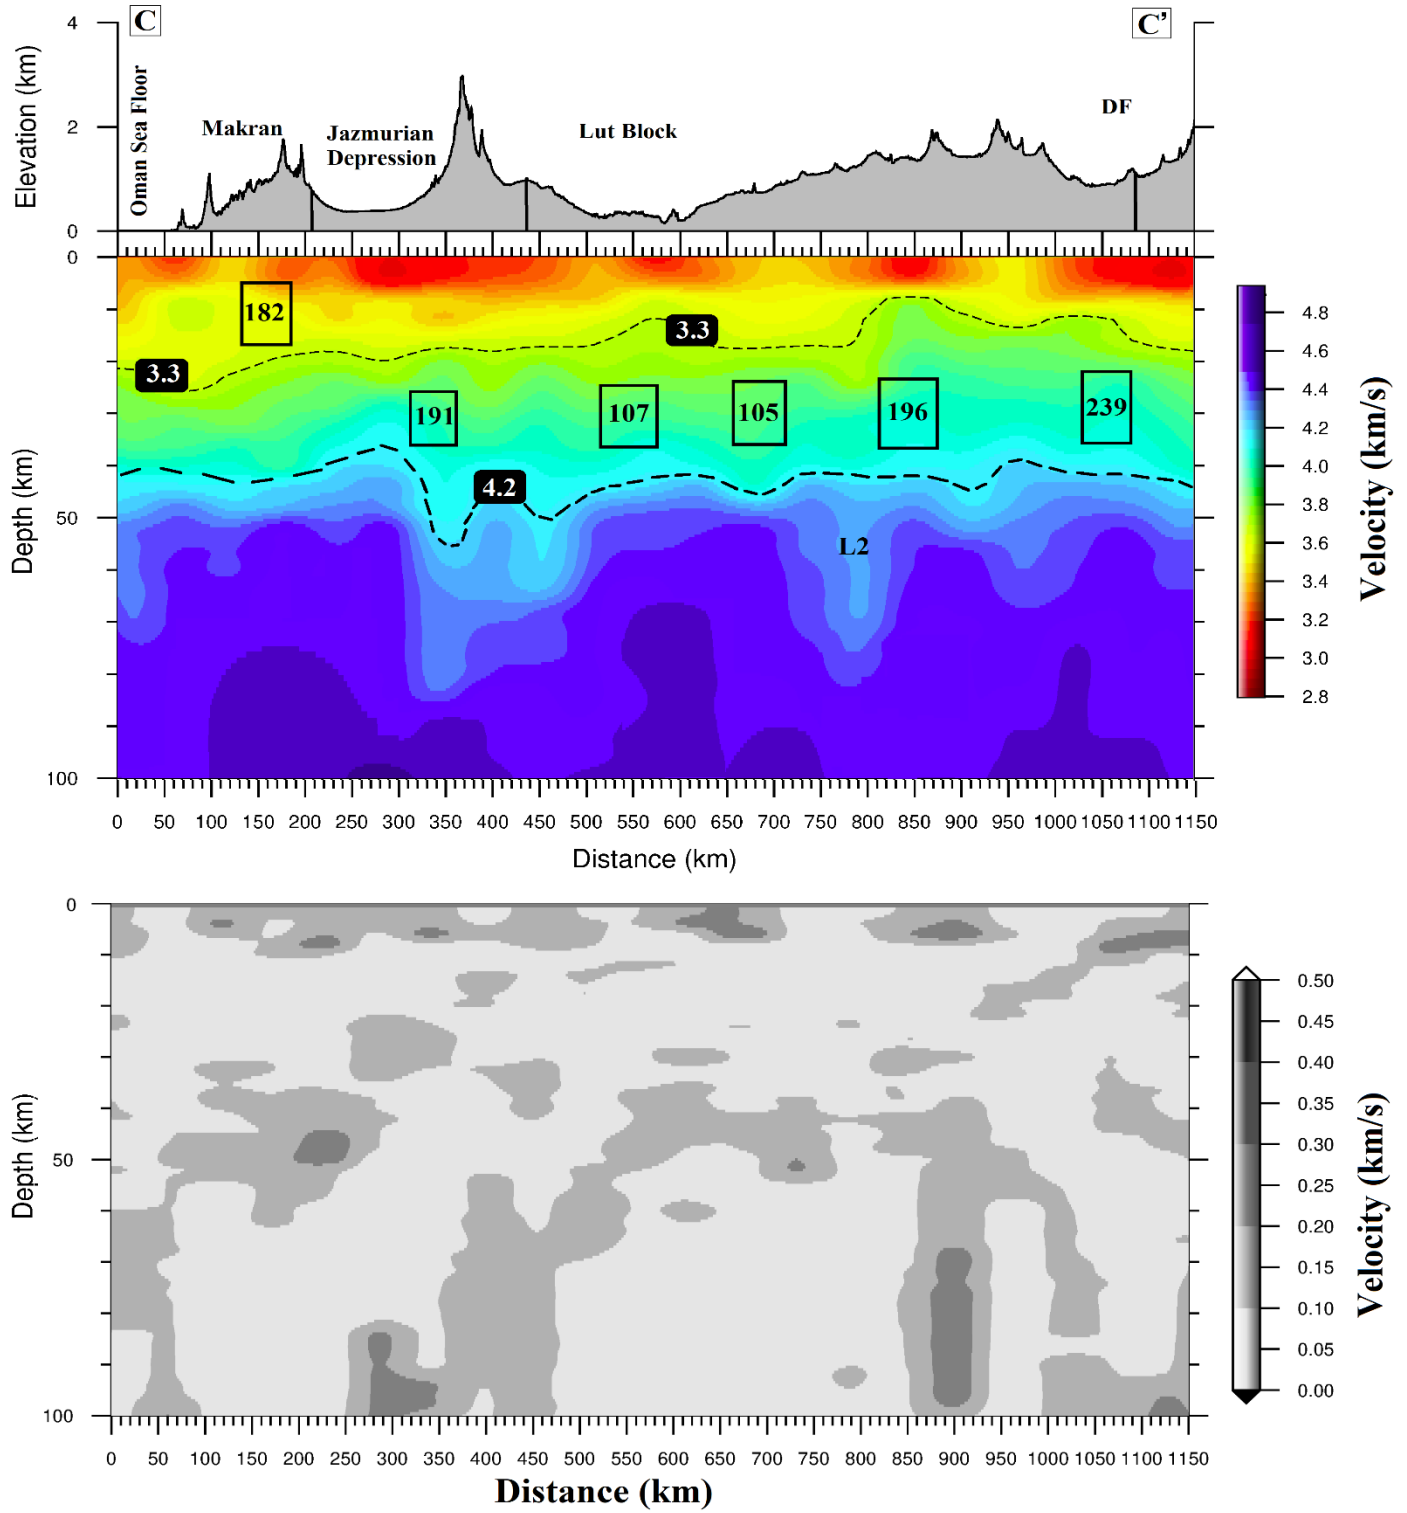 C
C’
4
2
0
Elevation (km)
Oman Sea Floor
Makran
Jazmurian
Depression
Lut Block
DF
0
50
100
Depth (km)
182
3.3
3.3
191
107
105
196
239
4.2
L2
0 50 100 150 200 250 300 350 400 450 500 550 600 650 700 750 800 850 900 950 1000 1050 1100 1150
Distance (km)
4.8
4.6
4.4
4.2
4.0
3.8
3.6
3.4
3.2
3.0
2.8
Velocity (km/s)
0
50
100
Depth (km)
0 50 100 150 200 250 300 350 400 450 500 550 600 650 700 750 800 850 900 950 1000 1050 1100 1150
Distance (km)
0.50
0.45
0.40
0.35
0.30
0.25
0.20
0.15
0.10
0.05
0.00
Velocity (km/s)